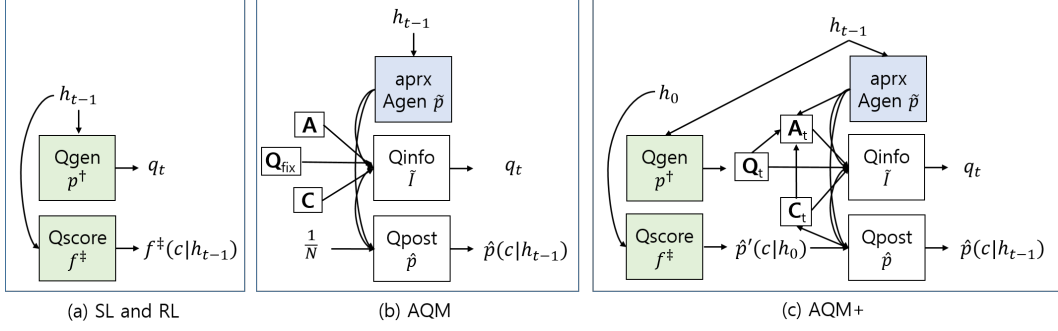 h_{t−1}
Qgen
p†
q_t
Qscore
f‡
f‡(c|h_{t−1})
(a) SL and RL
h_{t−1}
aprx
Agen p̃
A
Q_fix
C
Qinfo
Ĩ
q_t
1/N
Qpost
p̂
p̂(c|h_{t−1})
(b) AQM
h_{t−1}
h_0
aprx
Agen p̃
Qgen
p†
A_t
Q_t
C_t
Qinfo
Ĩ
q_t
Qscore
f‡
p̂′(c|h_0)
Qpost
p̂
p̂(c|h_{t−1})
(c) AQM+